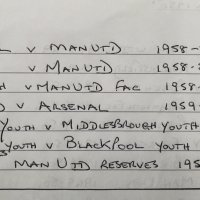 v MAN UTD 1958-
v MAN UTD 1958-
v MAN UTD FAC 1958-
v ARSENAL 1959-
YOUTH v MIDDLESBROUGH YOUTH
YOUTH v BLACKPOOL YOUTH
MAN UTD RESERVES 195